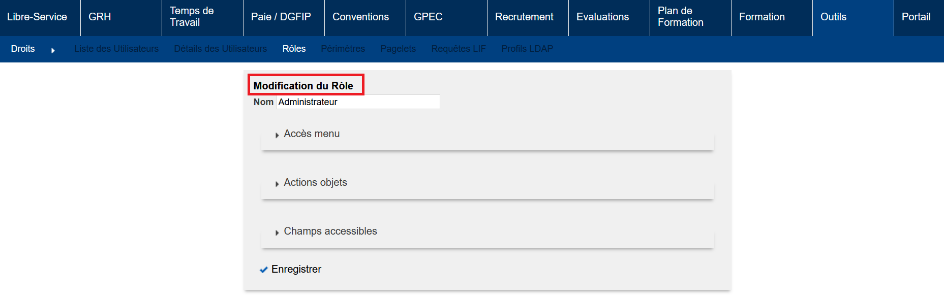 Libre-Service GRH Temps de Travail Paie / DGFIP Conventions GPEC Recrutement Evaluations Plan de Formation Formation Outils Portail
Droits Liste des Utilisateurs Détails des Utilisateurs Rôles Périmètres Pagelets Requêtes LIF Profils LDAP
Modification du Rôle
Nom Administrateur
Accès menu
Actions objets
Champs accessibles
Enregistrer